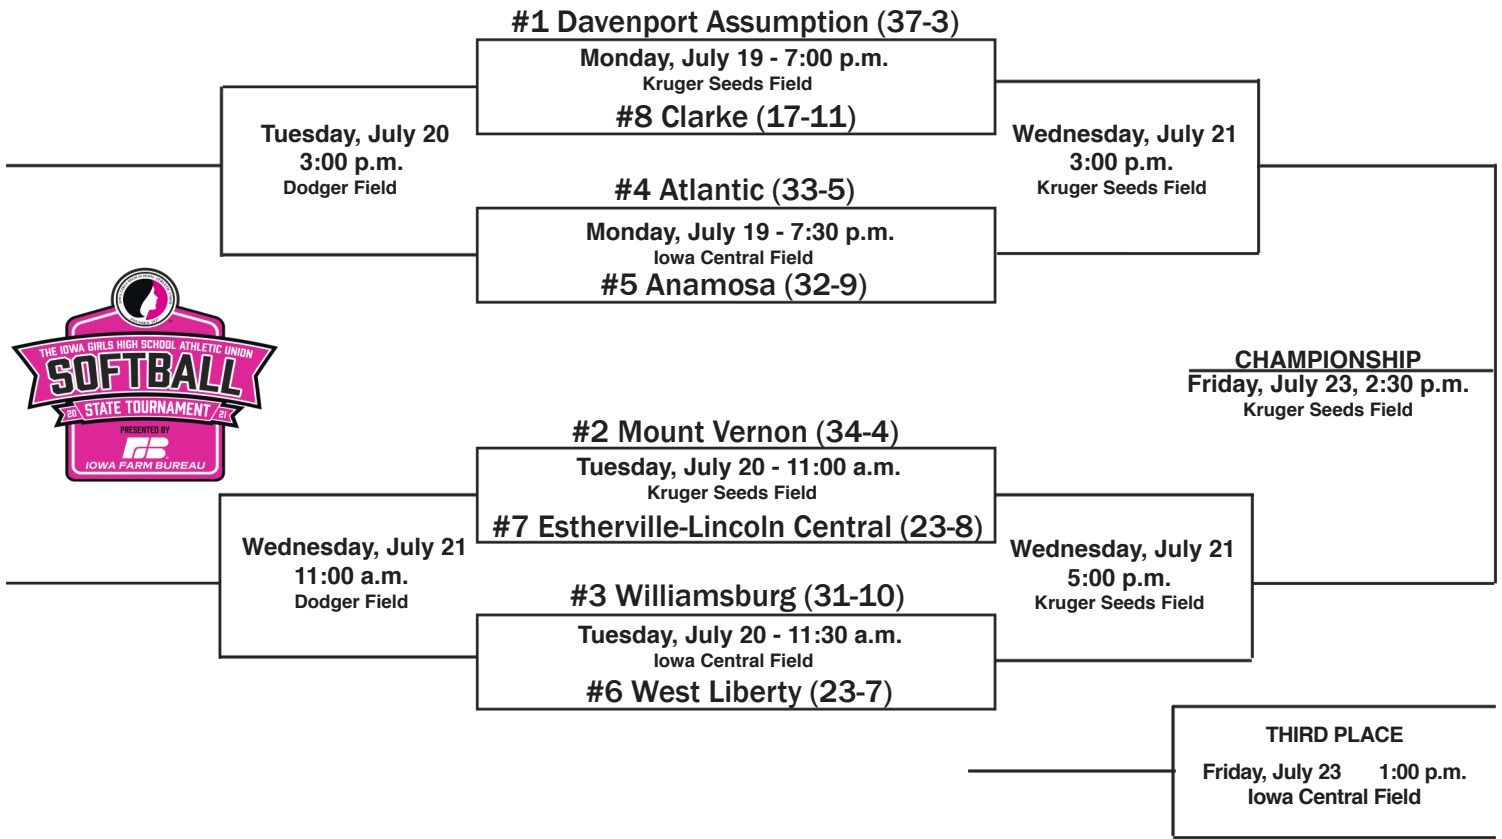 #1 Davenport Assumption (37-3)
Monday, July 19 - 7:00 p.m.
Kruger Seeds Field
#8 Clarke (17-11)
Tuesday, July 20
3:00 p.m.
Dodger Field
Wednesday, July 21
3:00 p.m.
Kruger Seeds Field
#4 Atlantic (33-5)
Monday, July 19 - 7:30 p.m.
Iowa Central Field
#5 Anamosa (32-9)
THE IOWA GIRLS HIGH SCHOOL ATHLETIC UNION
SOFTBALL
20 STATE TOURNAMENT 21
PRESENTED BY
FB
IOWA FARM BUREAU
CHAMPIONSHIP
Friday, July 23, 2:30 p.m.
Kruger Seeds Field
#2 Mount Vernon (34-4)
Tuesday, July 20 - 11:00 a.m.
Kruger Seeds Field
#7 Estherville-Lincoln Central (23-8)
Wednesday, July 21
11:00 a.m.
Dodger Field
Wednesday, July 21
5:00 p.m.
Kruger Seeds Field
#3 Williamsburg (31-10)
Tuesday, July 20 - 11:30 a.m.
Iowa Central Field
#6 West Liberty (23-7)
THIRD PLACE
Friday, July 23 1:00 p.m.
Iowa Central Field